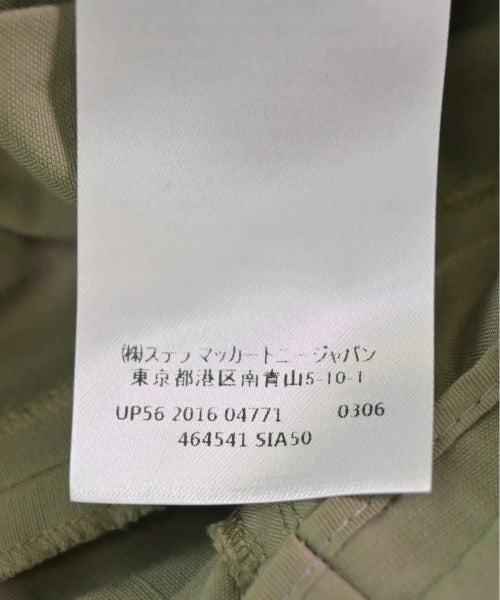 ㈱ステラ マッカートニージャパン
東京都港区南青山5-10-1
UP56 2016 04771 0306
464541 SIA50